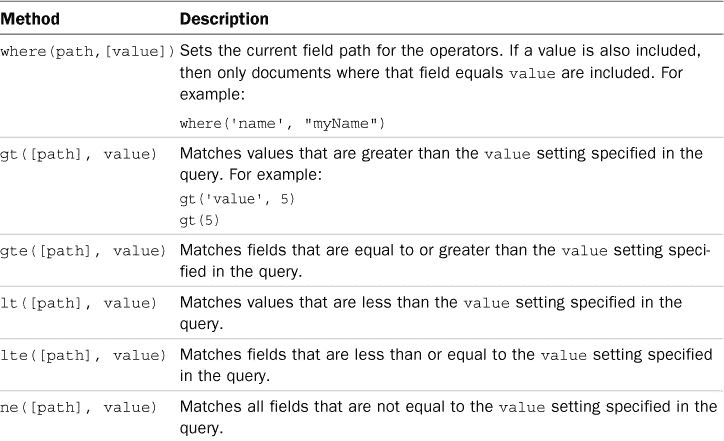 Method Description
where(path,[value]) Sets the current field path for the operators. If a value is also included,
then only documents where that field equals value are included. For
example:
where('name', "myName")
gt([path], value) Matches values that are greater than the value setting specified in the
query. For example:
gt('value', 5)
gt(5)
gte([path], value) Matches fields that are equal to or greater than the value setting speci-
fied in the query.
lt([path], value) Matches values that are less than the value setting specified in the
query.
lte([path], value) Matches fields that are less than or equal to the value setting specified
in the query.
ne([path], value) Matches all fields that are not equal to the value setting specified in the
query.